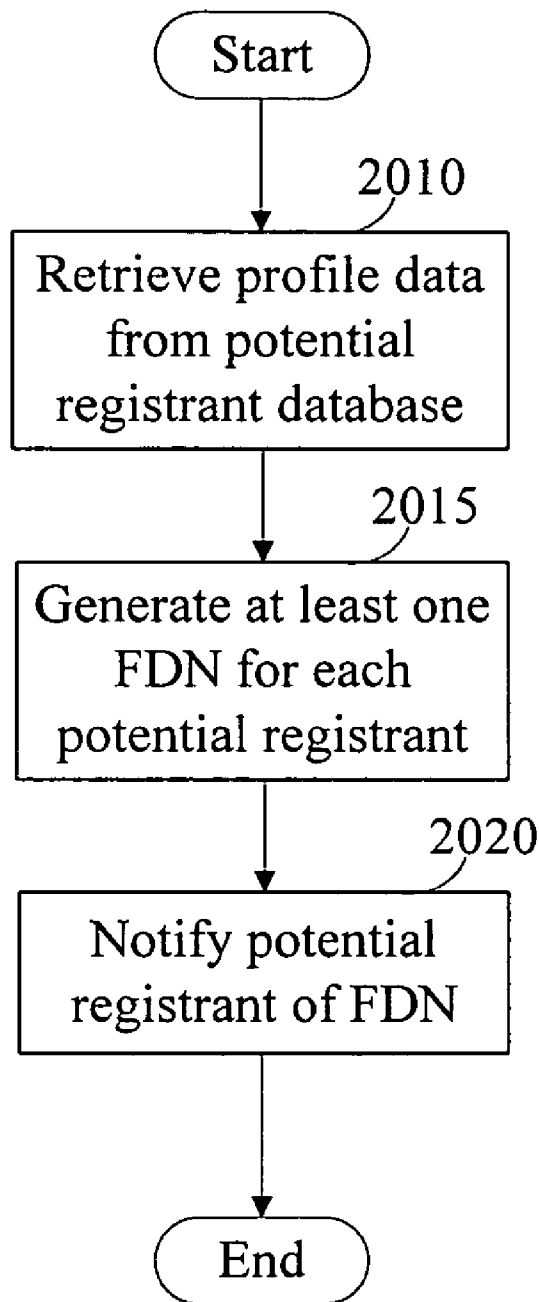 Start
2010
Retrieve profile data
from potential
registrant database
2015
Generate at least one
FDN for each
potential registrant
2020
Notify potential
registrant of FDN
End